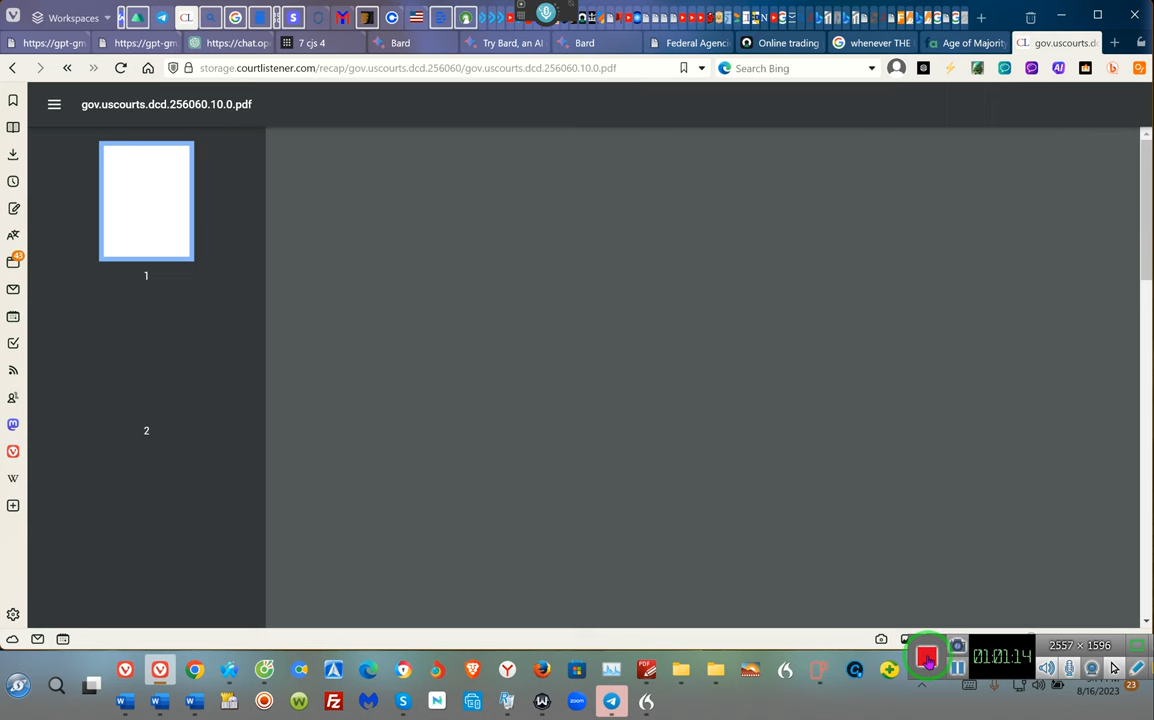 Workspaces
https://gpt-gm
https://gpt-gm
https://chat.op
7 cjs 4
Bard
Try Bard, an AI
Bard
Federal Agenc
Online trading
whenever THE
Age of Majority
gov.uscourts.dc
storage.courtlistener.com/recap/gov.uscourts.dcd.256060/gov.uscourts.dcd.256060.10.0.pdf
Search Bing
gov.uscourts.dcd.256060.10.0.pdf
43
1
2
2557 × 1596
01:01:14
8/16/2023
23